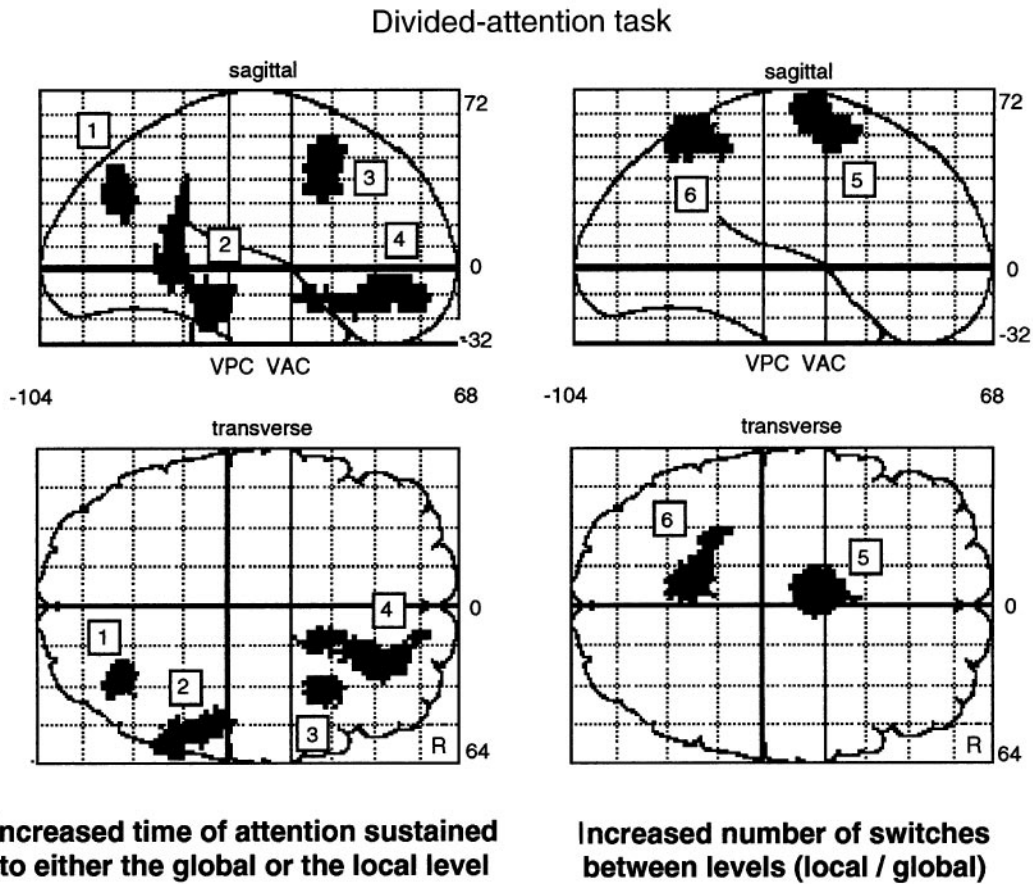 Divided-attention task
sagittal
72
1
3
2
4
0
-32
VPC VAC
-104
68
transverse
4
0
1
2
3
R
64
ncreased time of attention sustained
to either the global or the local level
sagittal
72
5
6
0
-32
VPC VAC
-104
68
transverse
6
5
0
R
64
Increased number of switches
between levels (local / global)